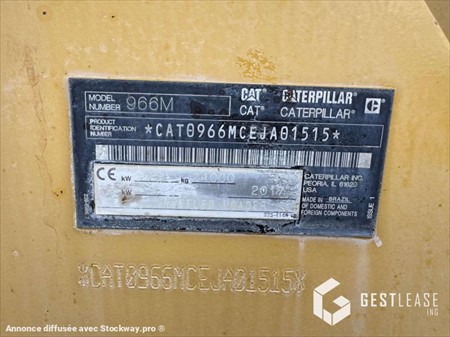 CAT CATERPILLAR C
CAT® CATERPILLAR®
MODEL NUMBER 966M
PRODUCT IDENTIFICATION NUMBER
*CAT0966MCEJA01515*
CE kW kg
kW 2017
CATERPILLAR INC.
PEORIA, IL 61629
USA
MADE IN BRAZIL
OF DOMESTIC AND
FOREIGN COMPONENTS
ISSUE 1
*CAT0966MCEJA01515*
GESTLEASE
INC
Annonce diffusée avec Stockway.pro ®